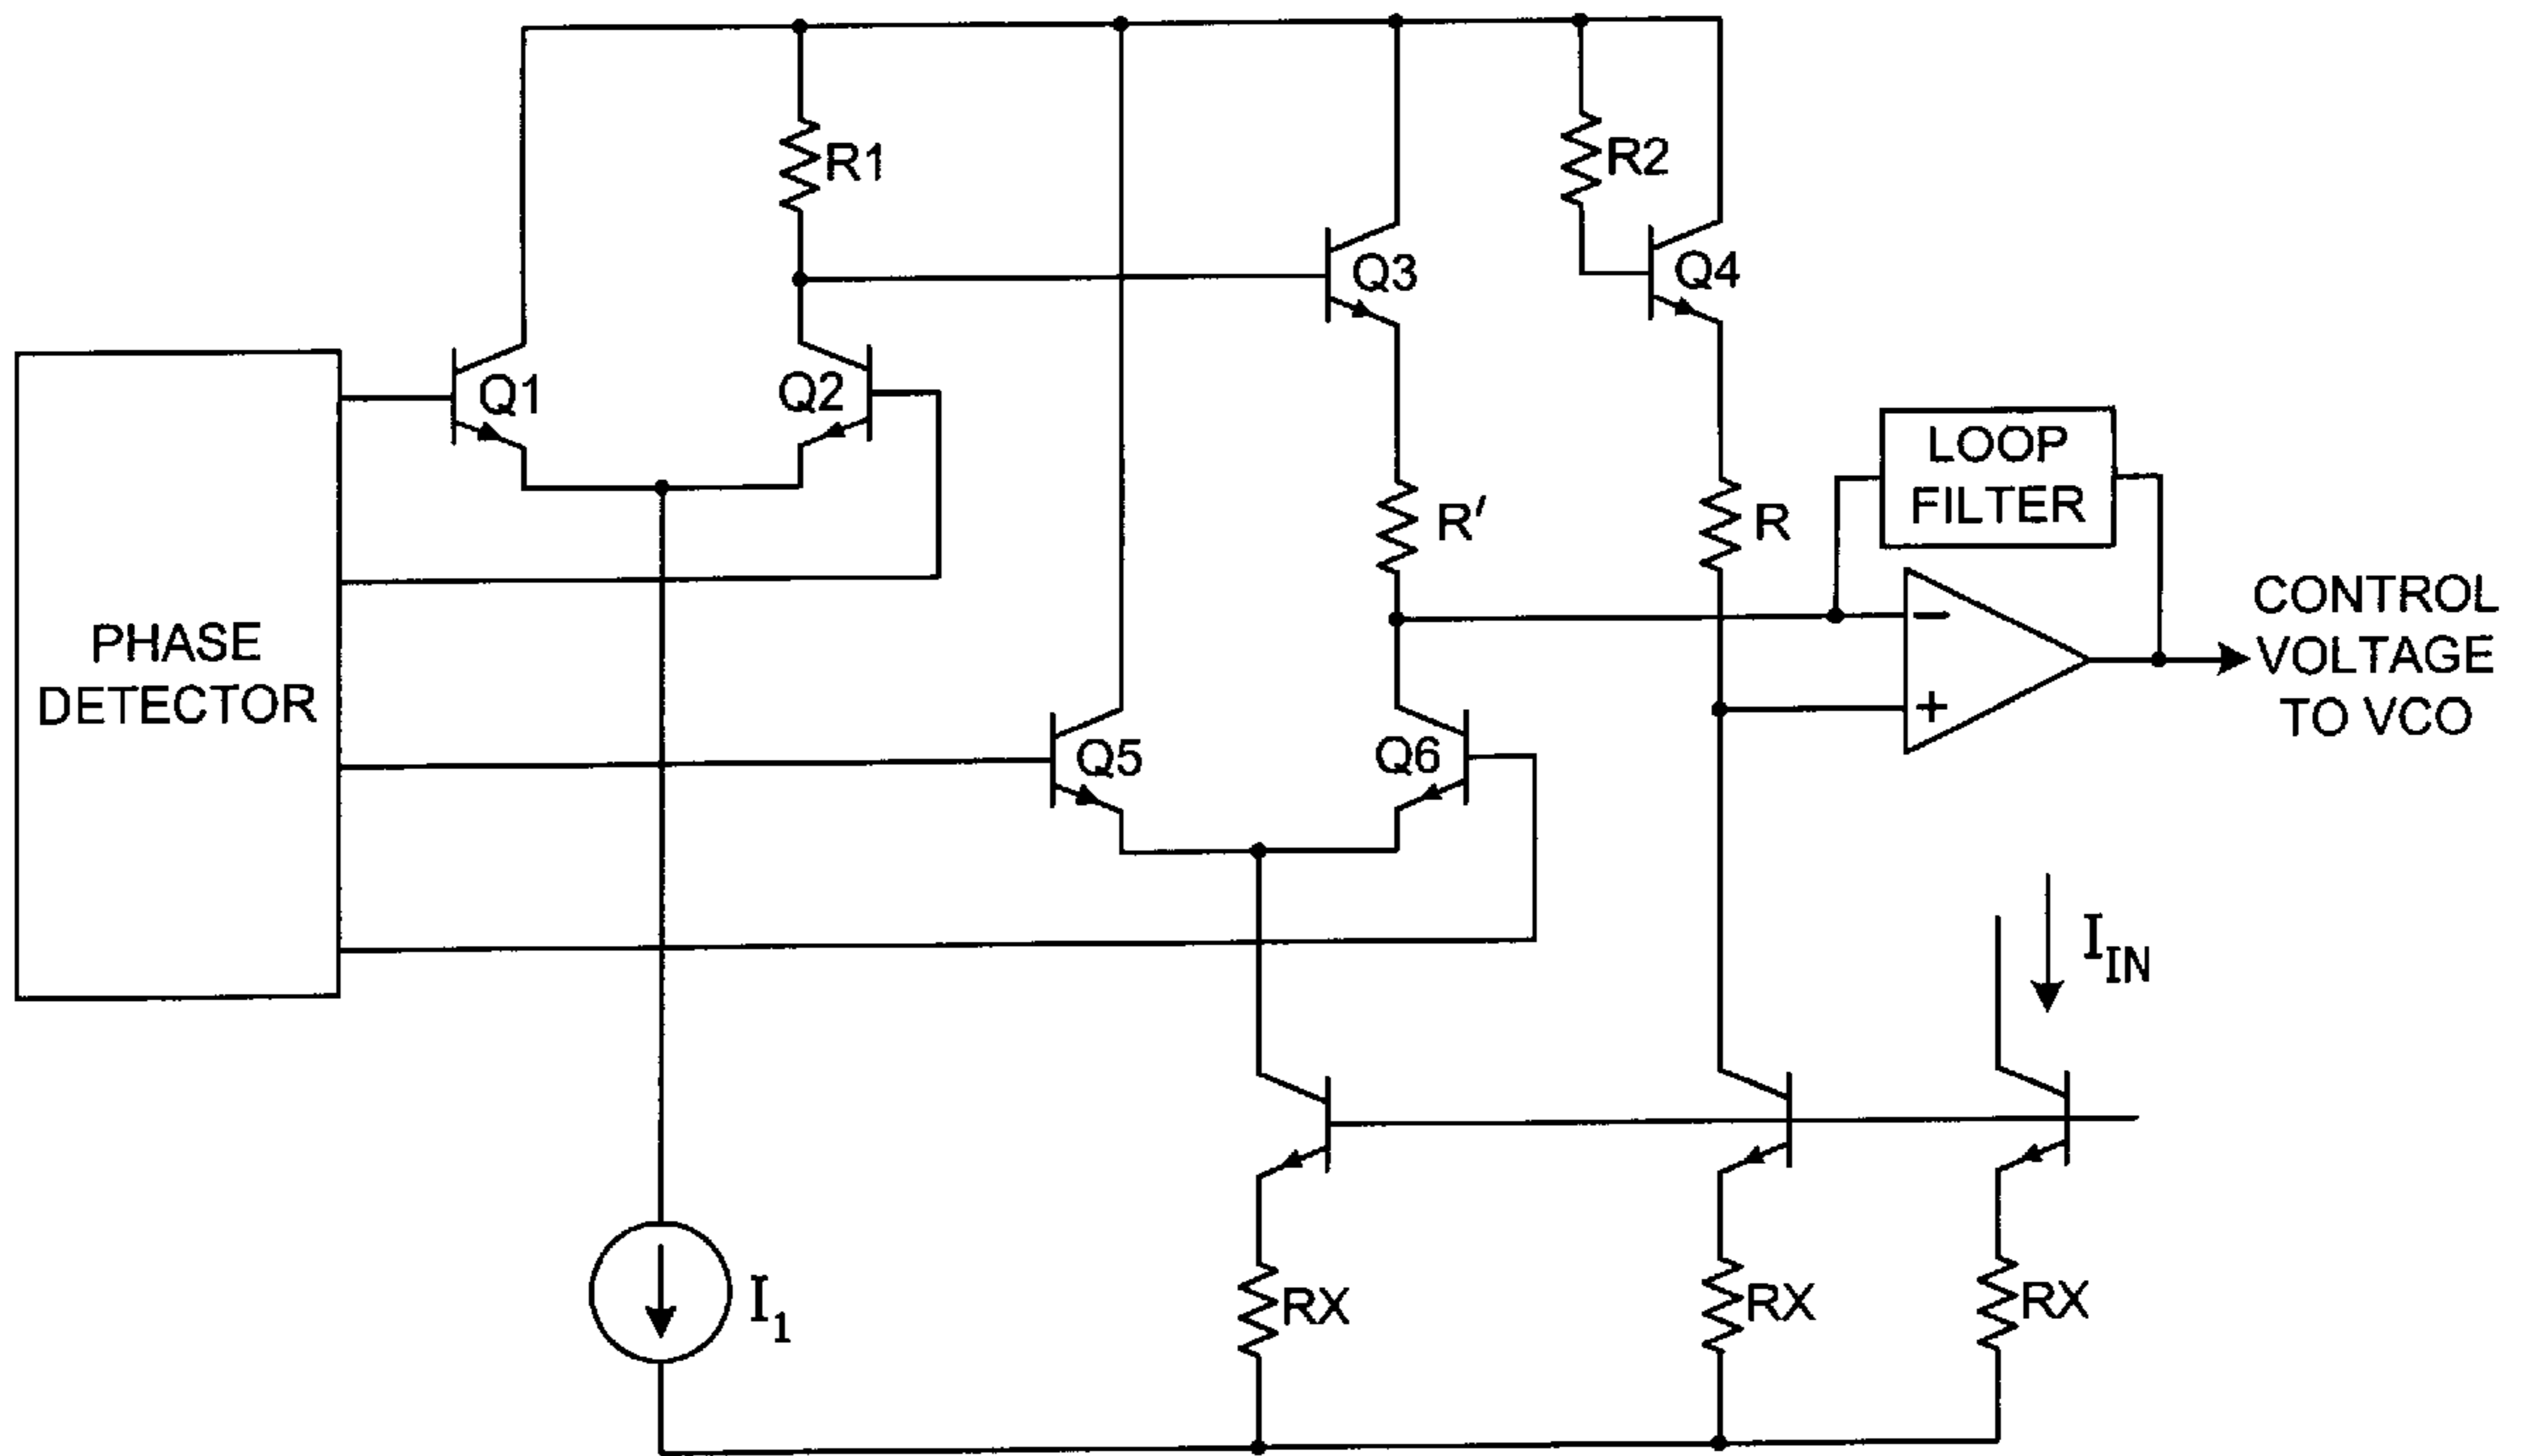 R1
R2
Q3
Q4
Q1
Q2
LOOP
FILTER
R′
R
−
CONTROL
VOLTAGE
TO VCO
PHASE
DETECTOR
+
Q5
Q6
I_IN
I_1
RX
RX
RX